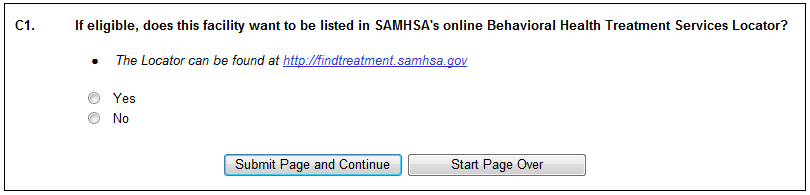 C1. If eligible, does this facility want to be listed in SAMHSA's online Behavioral Health Treatment Services Locator?
• The Locator can be found at http://findtreatment.samhsa.gov
Yes
No
Submit Page and Continue Start Page Over